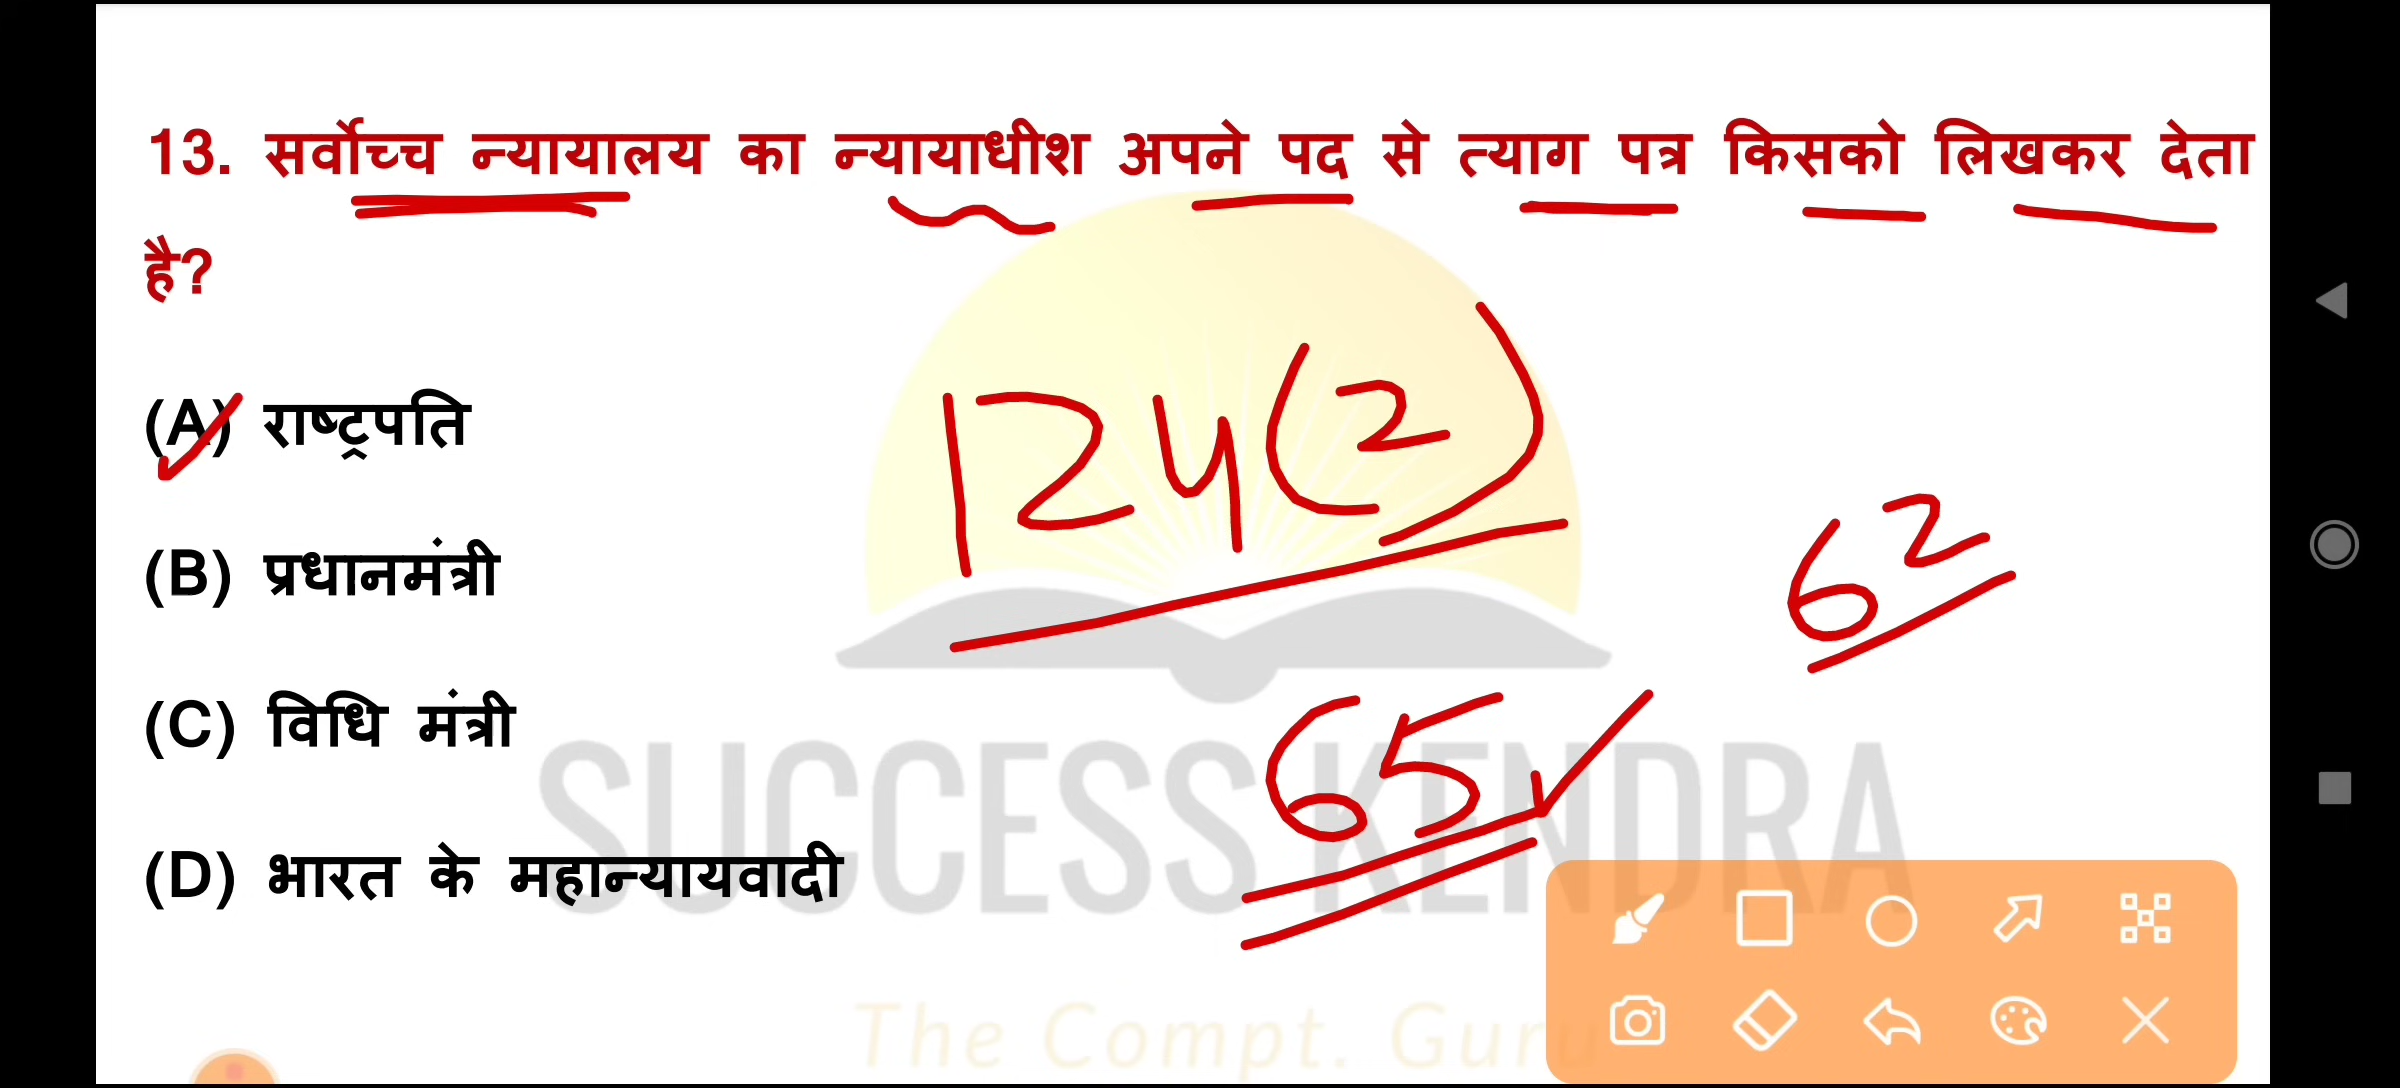 13. सर्वोच्च न्यायालय का न्यायाधीश अपने पद से त्याग पत्र किसको लिखकर देता
है?
(A) राष्ट्रपति
124(2)
(B) प्रधानमंत्री
62
(C) विधि मंत्री
65
SUCCESS KENDRA
(D) भारत के महान्यायवादी
The Compt. Guru